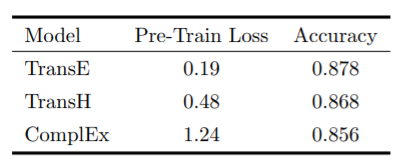 Model Pre-Train Loss Accuracy
TransE 0.19 0.878
TransH 0.48 0.868
ComplEx 1.24 0.856